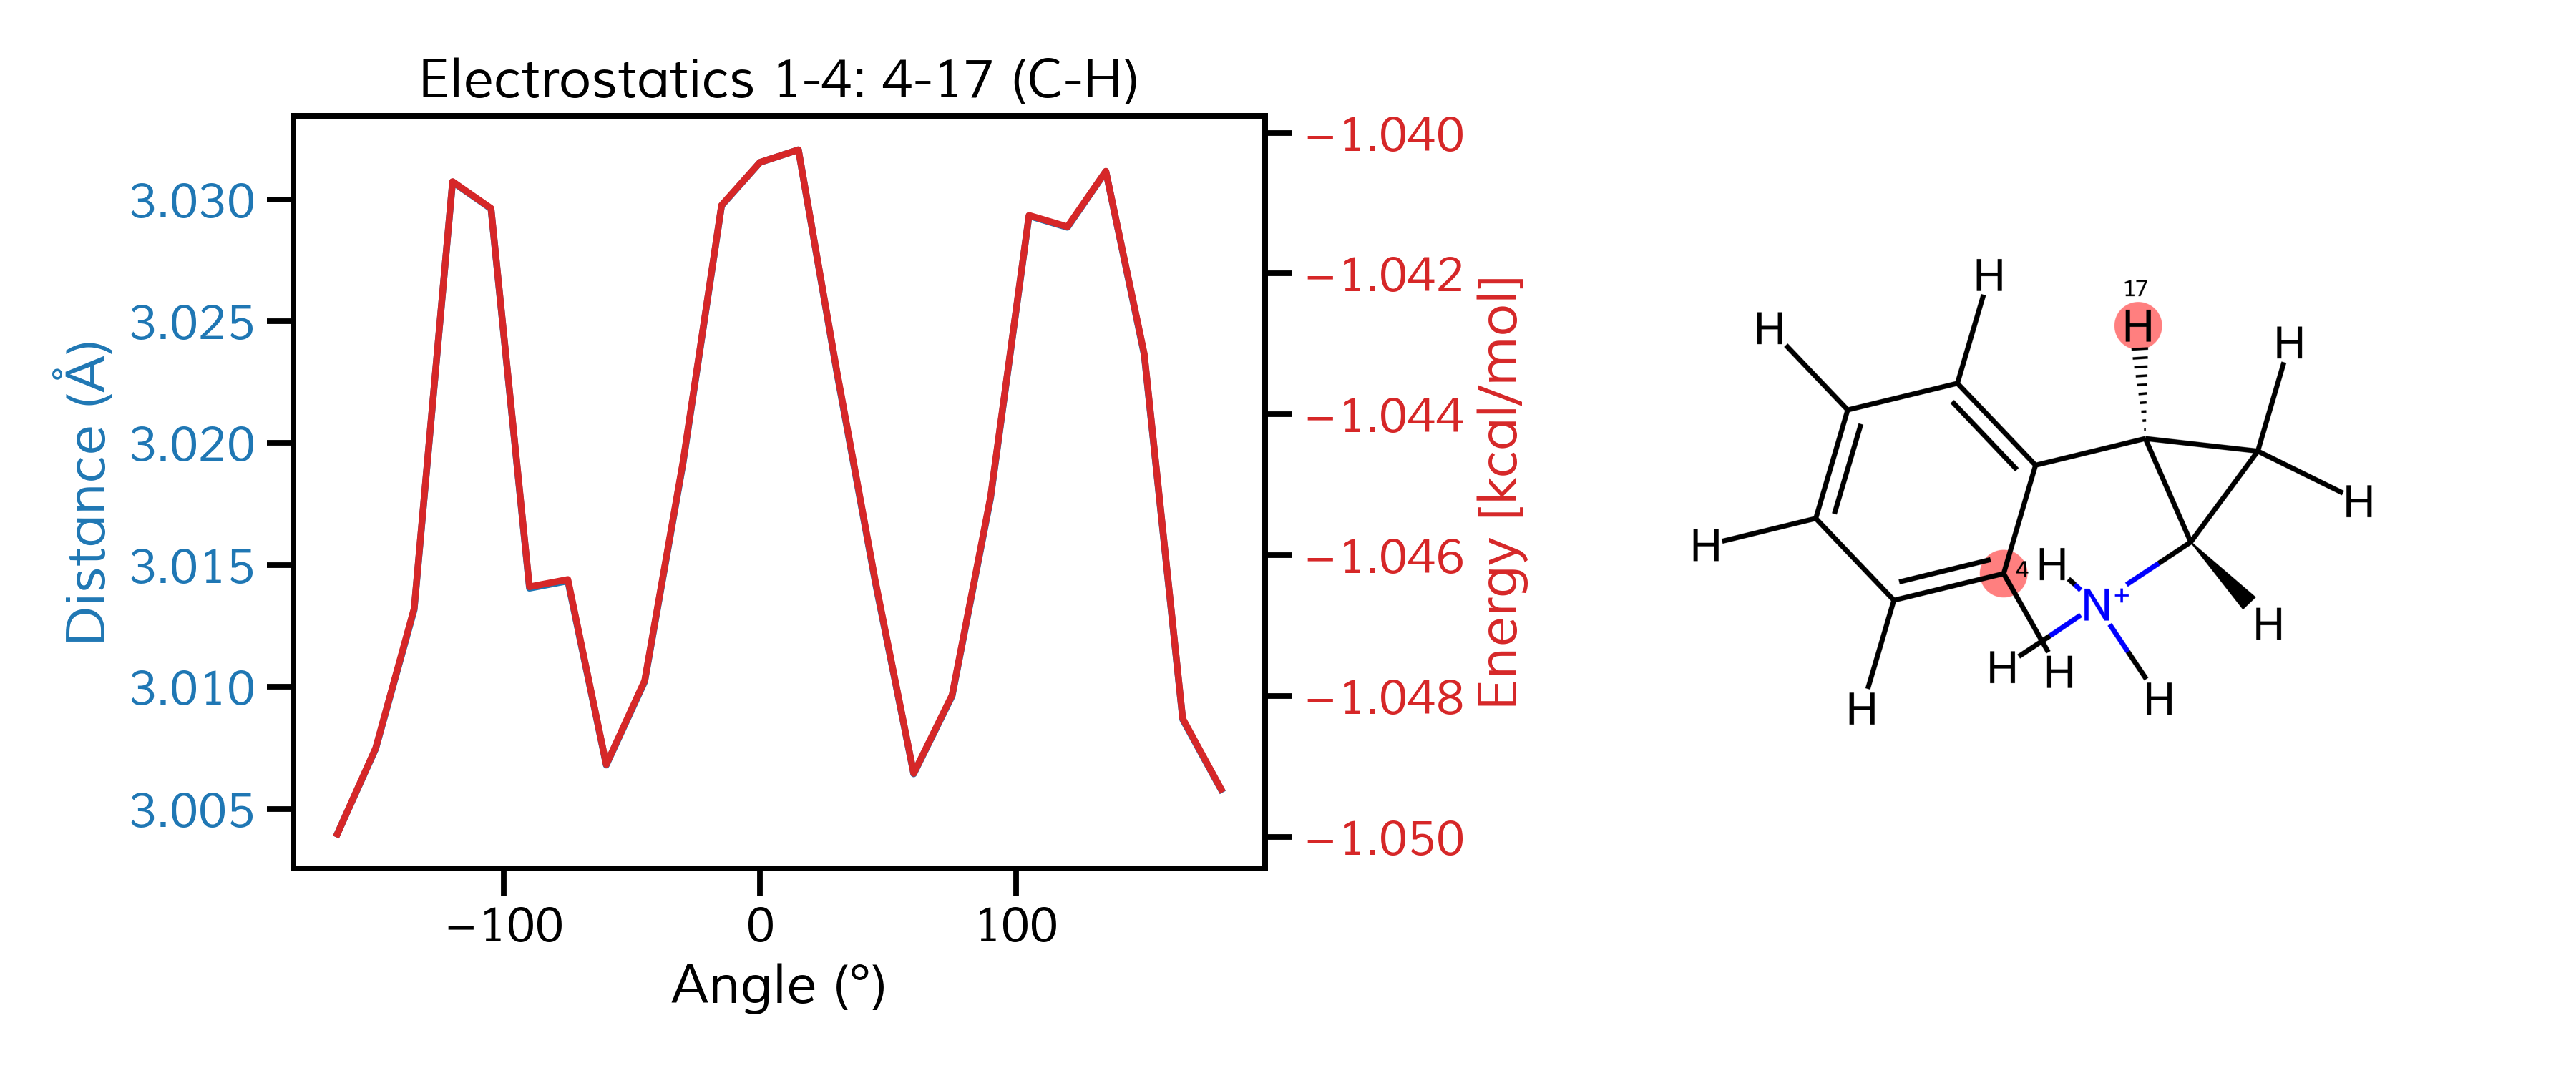 Electrostatics 1-4: 4-17 (C-H)
Distance (Å)
3.030
3.025
3.020
3.015
3.010
3.005
−1.040
−1.042
−1.044
−1.046
−1.048
−1.050
Energy [kcal/mol]
−100
0
100
Angle (°)
H
17
H
H
H
H
H
H
4
H
N+
H
H
H
H
H